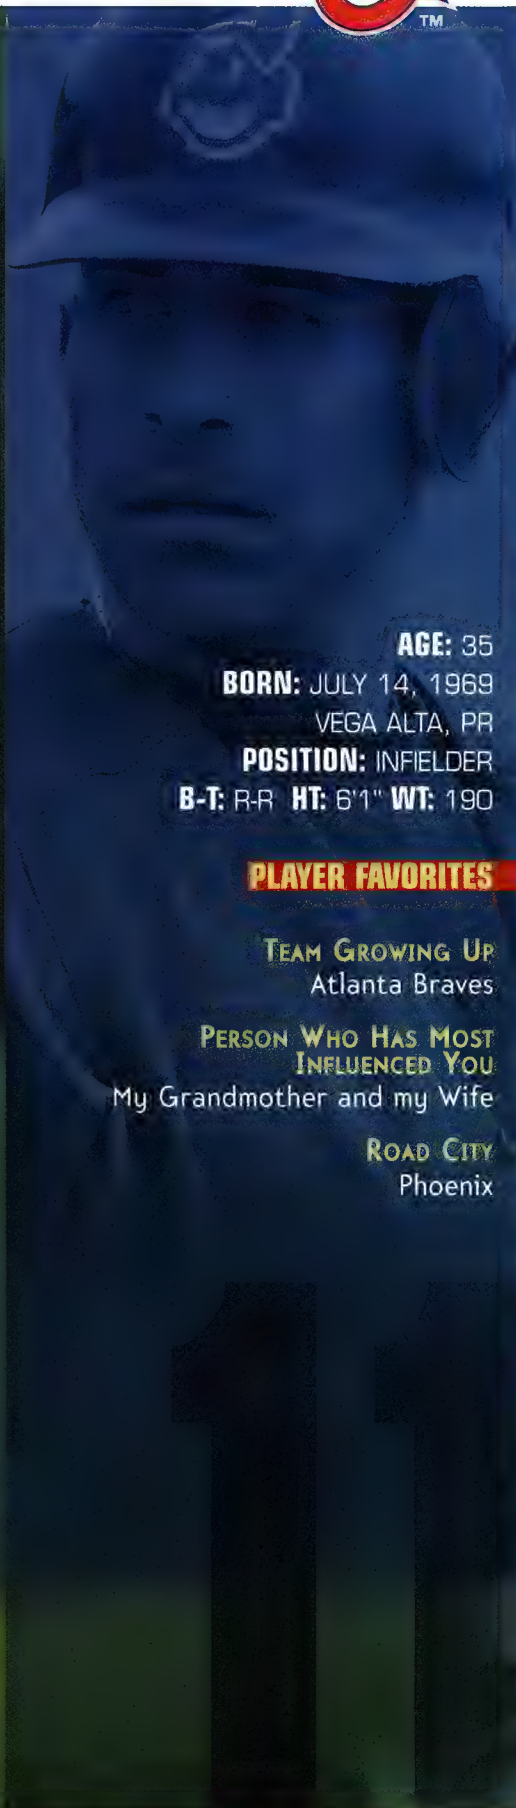 TM
AGE: 35
BORN: JULY 14, 1969
VEGA ALTA, PR
POSITION: INFIELDER
B-T: R-R HT: 6'1" WT: 190
PLAYER FAVORITES
TEAM GROWING UP
Atlanta Braves
PERSON WHO HAS MOST
INFLUENCED YOU
My Grandmother and my Wife
ROAD CITY
Phoenix
11